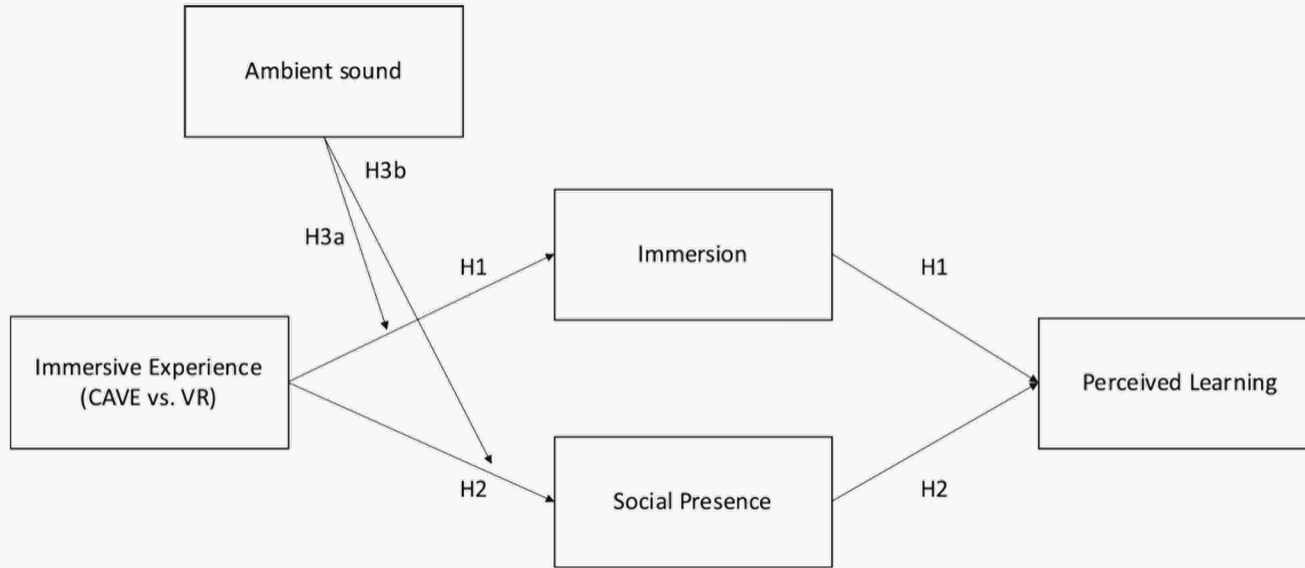 Ambient sound
H3b
H3a
H1
Immersion
H1
Immersive Experience
(CAVE vs. VR)
Perceived Learning
H2
Social Presence
H2